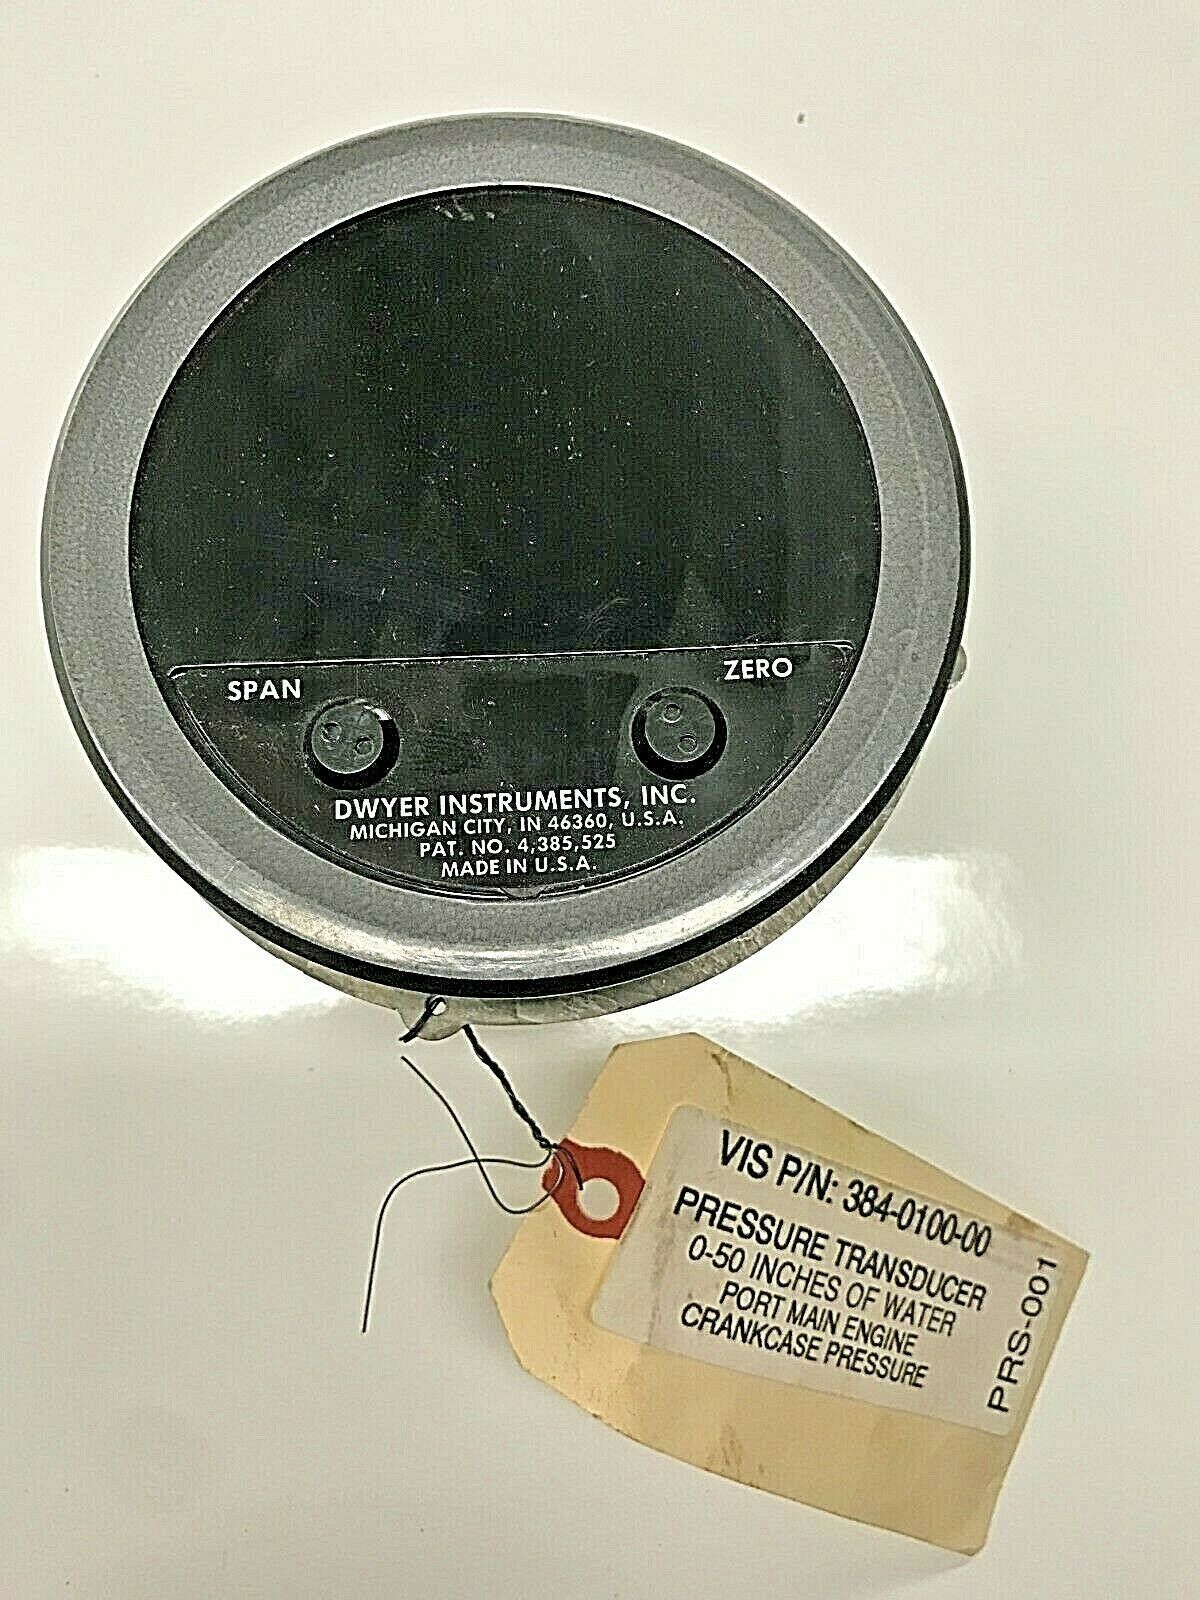 SPAN
ZERO
DWYER INSTRUMENTS, INC.
MICHIGAN CITY, IN 46360, U.S.A.
PAT. NO. 4,385,525
MADE IN U.S.A.
VIS P/N: 384-0100-00
PRESSURE TRANSDUCER
0-50 INCHES OF WATER
PORT MAIN ENGINE
CRANKCASE PRESSURE
PRS-001